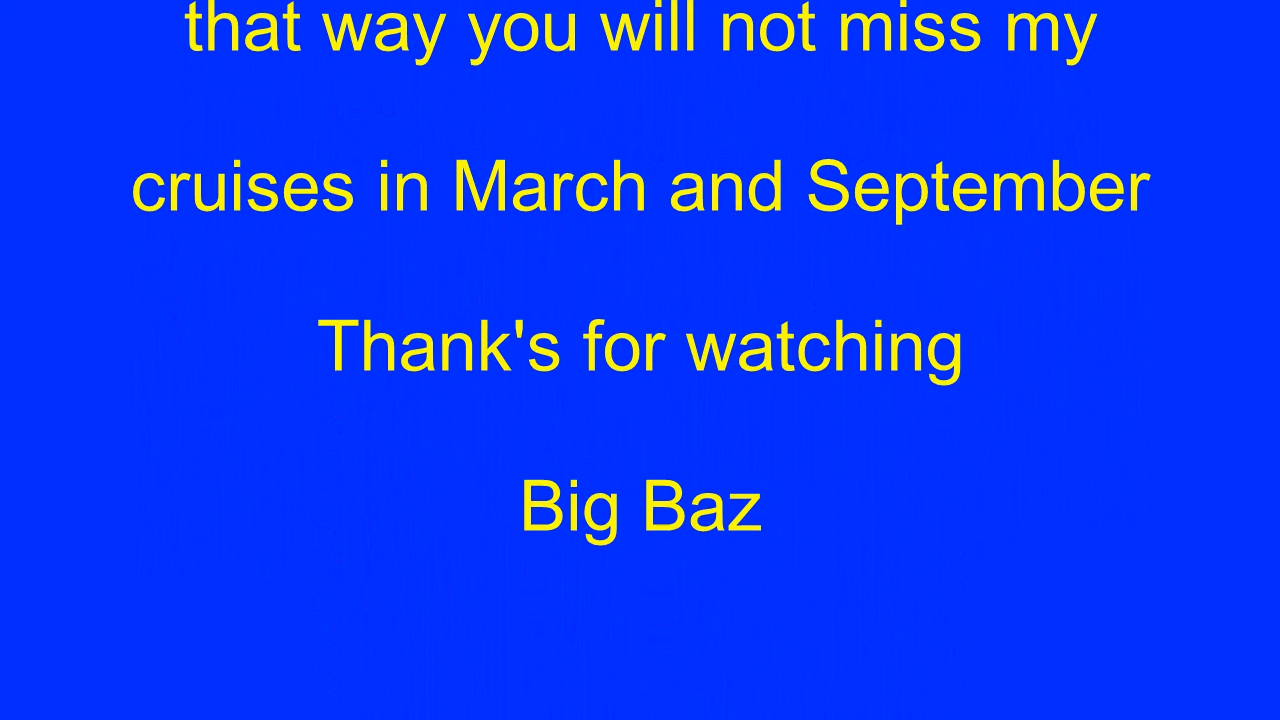 that way you will not miss my
cruises in March and September
Thank's for watching
Big Baz